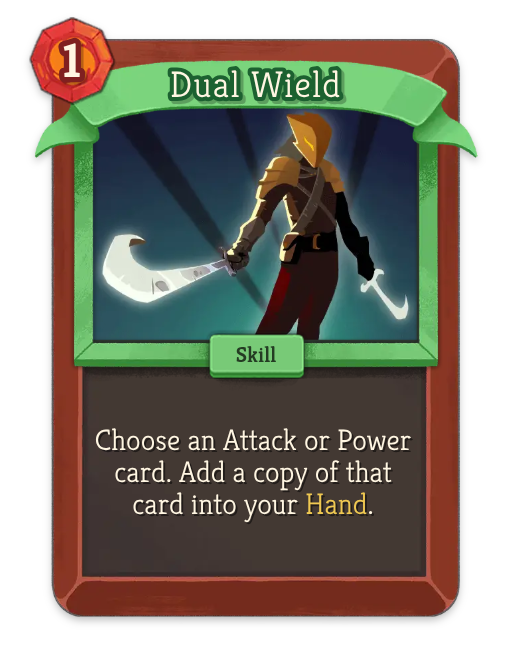 1
Dual Wield
Skill
Choose an Attack or Power
card. Add a copy of that
card into your Hand.